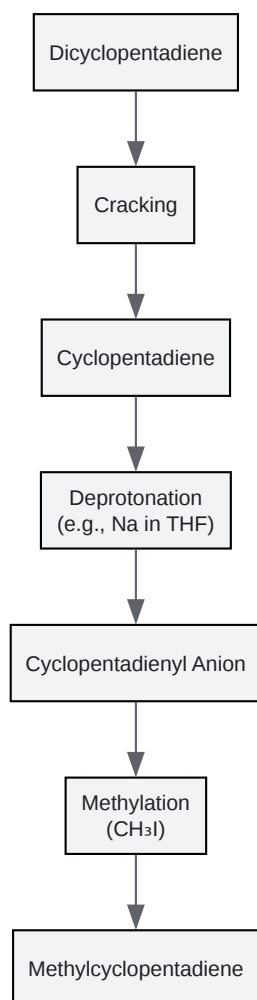 Dicyclopentadiene
Cracking
Cyclopentadiene
Deprotonation
(e.g., Na in THF)
Cyclopentadienyl Anion
Methylation
(CH₃I)
Methylcyclopentadiene